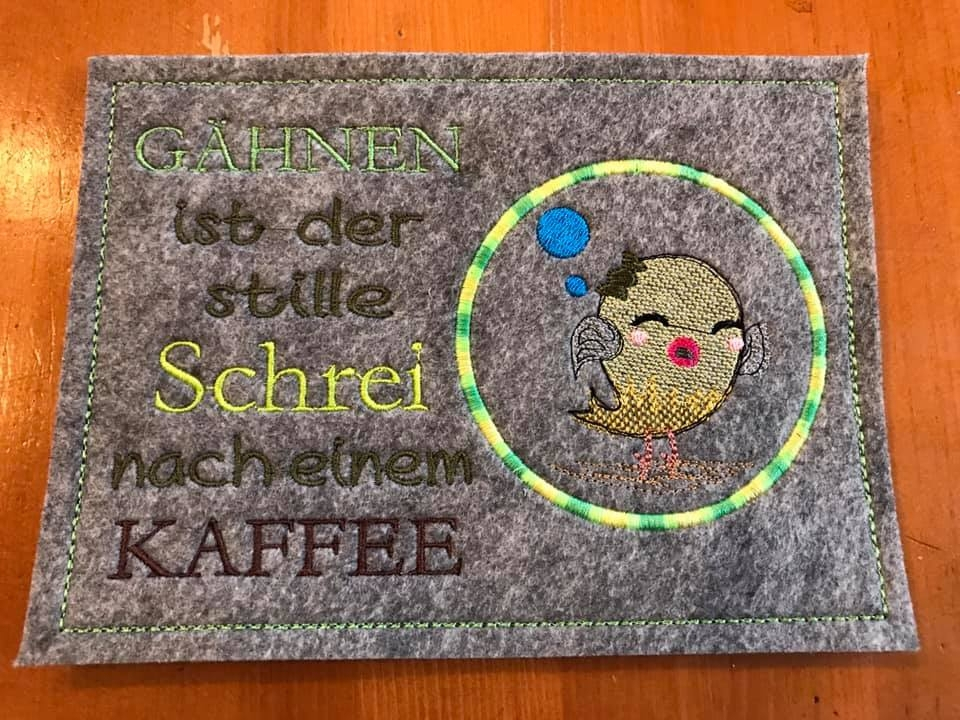 GÄHNEN
ist der
stille
Schrei
nach einem
KAFFEE